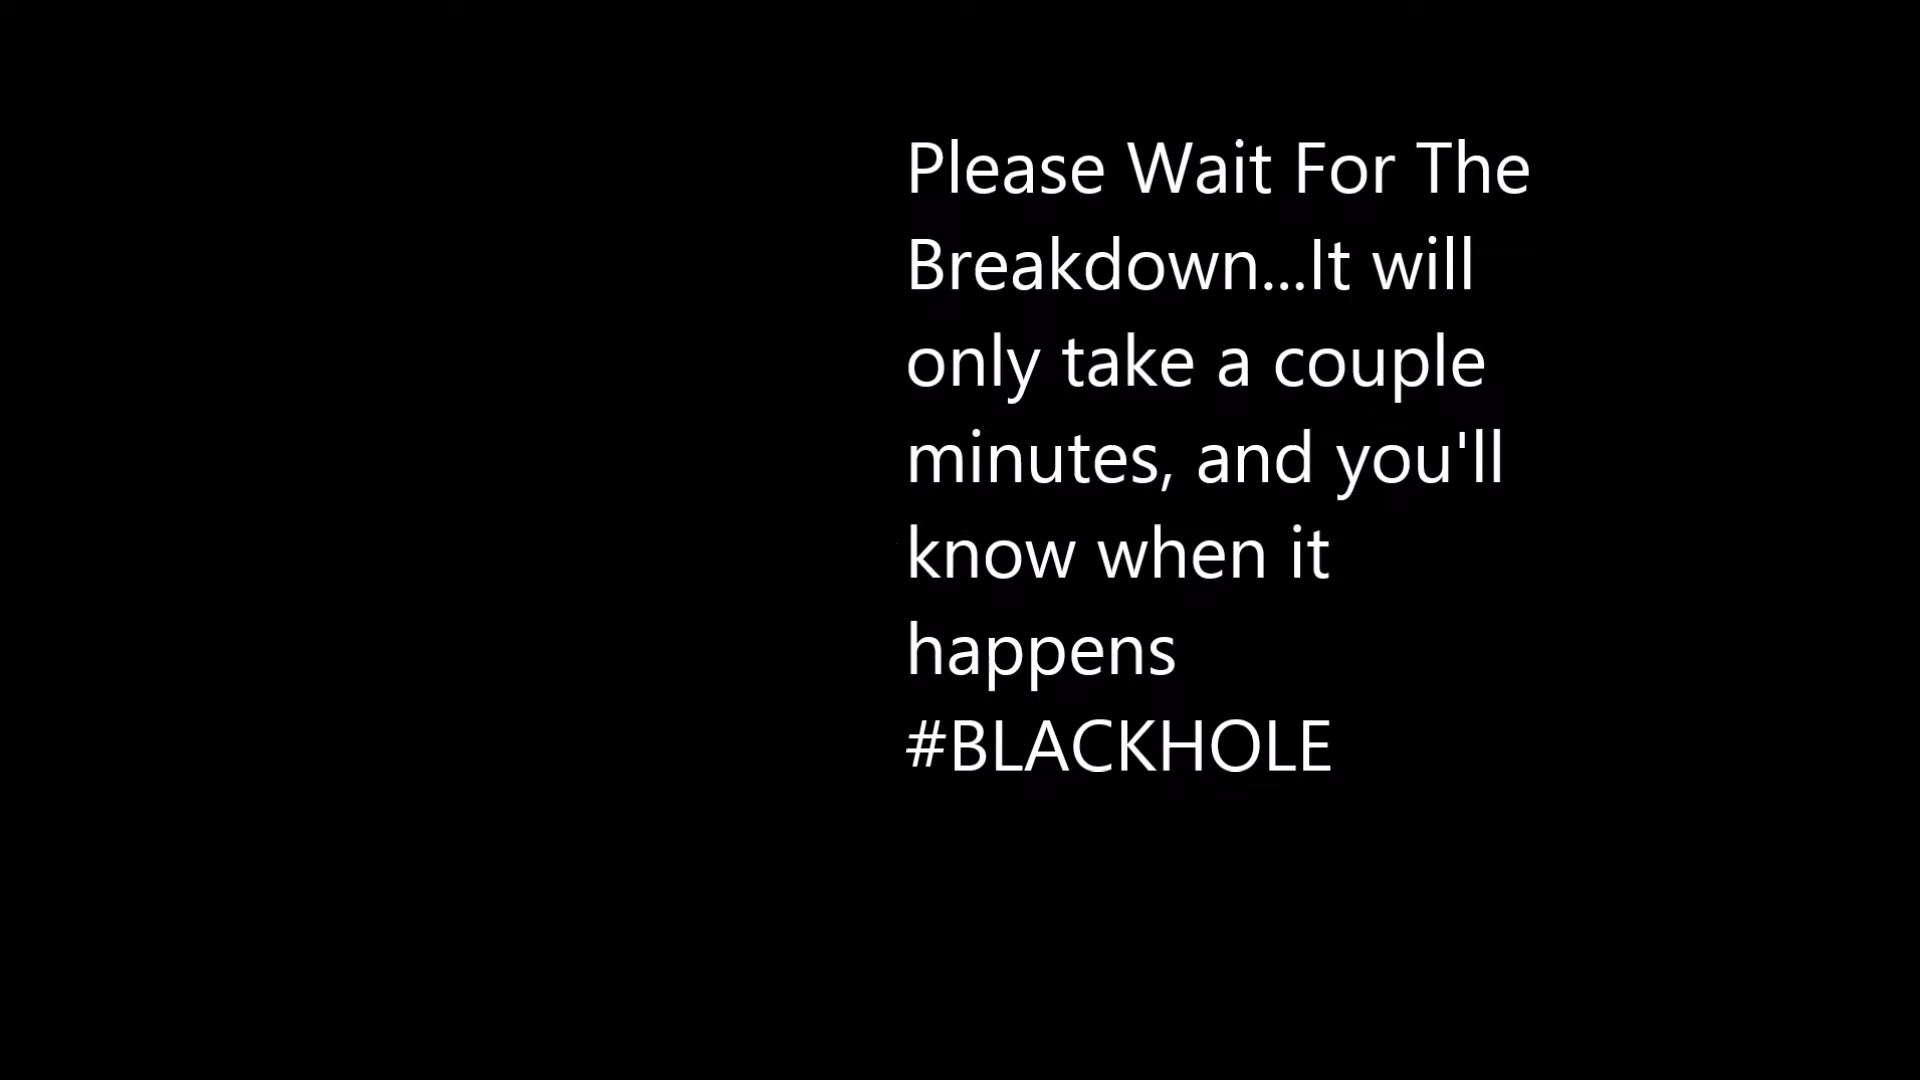 Please Wait For The
Breakdown...It will
only take a couple
minutes, and you'll
know when it
happens
#BLACKHOLE